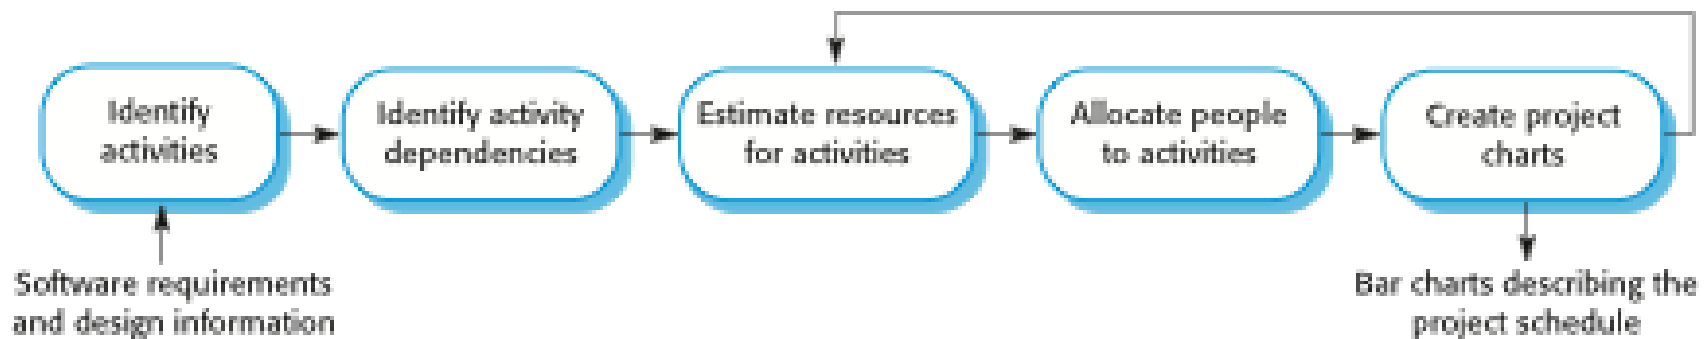 Identify
activities
Identify activity
dependencies
Estimate resources
for activities
Allocate people
to activities
Create project
charts
Software requirements
and design information
Bar charts describing the
project schedule